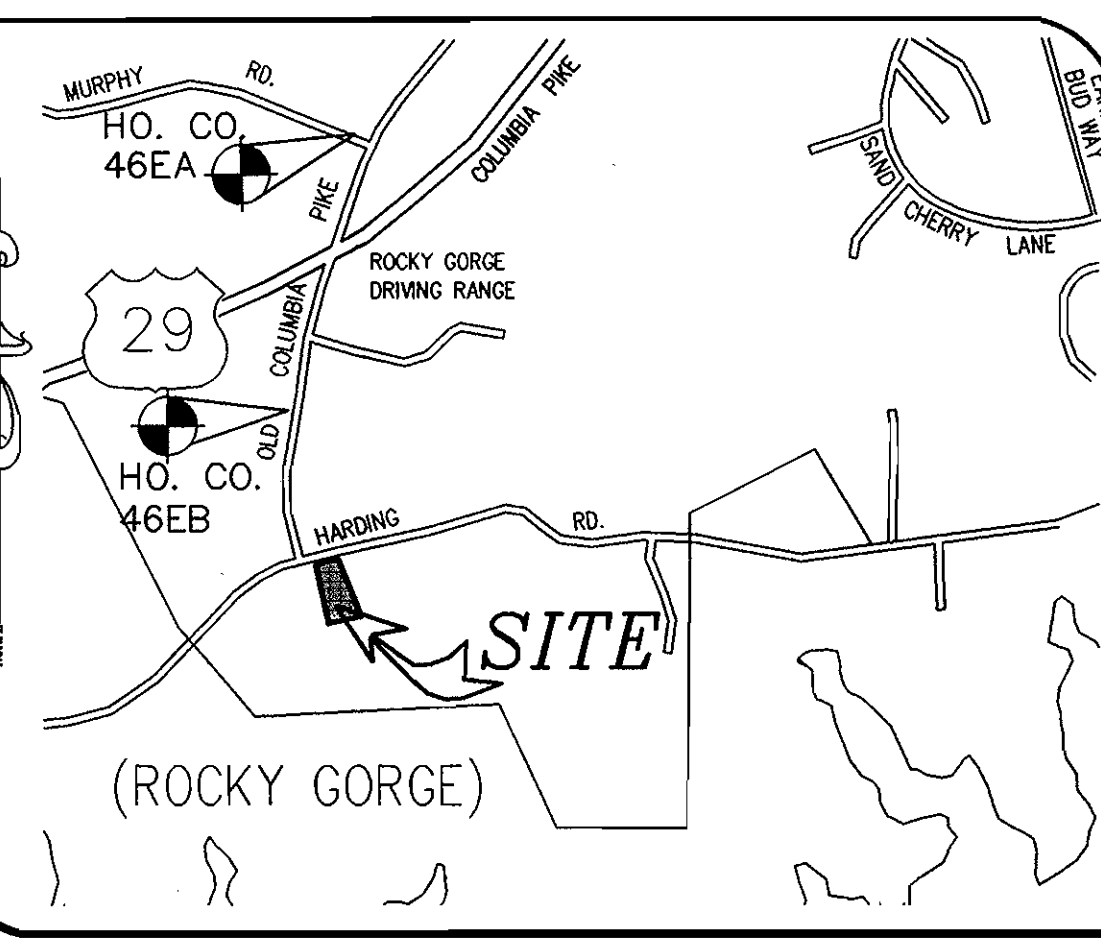 MURPHY RD.
HO. CO.
46EA
COLUMBIA PIKE
OLD COLUMBIA PIKE
ROCKY GORGE
DRIVING RANGE
29
HO. CO.
46EB
HARDING RD.
SAND CHERRY LANE
BUD WAY
SITE
(ROCKY GORGE)